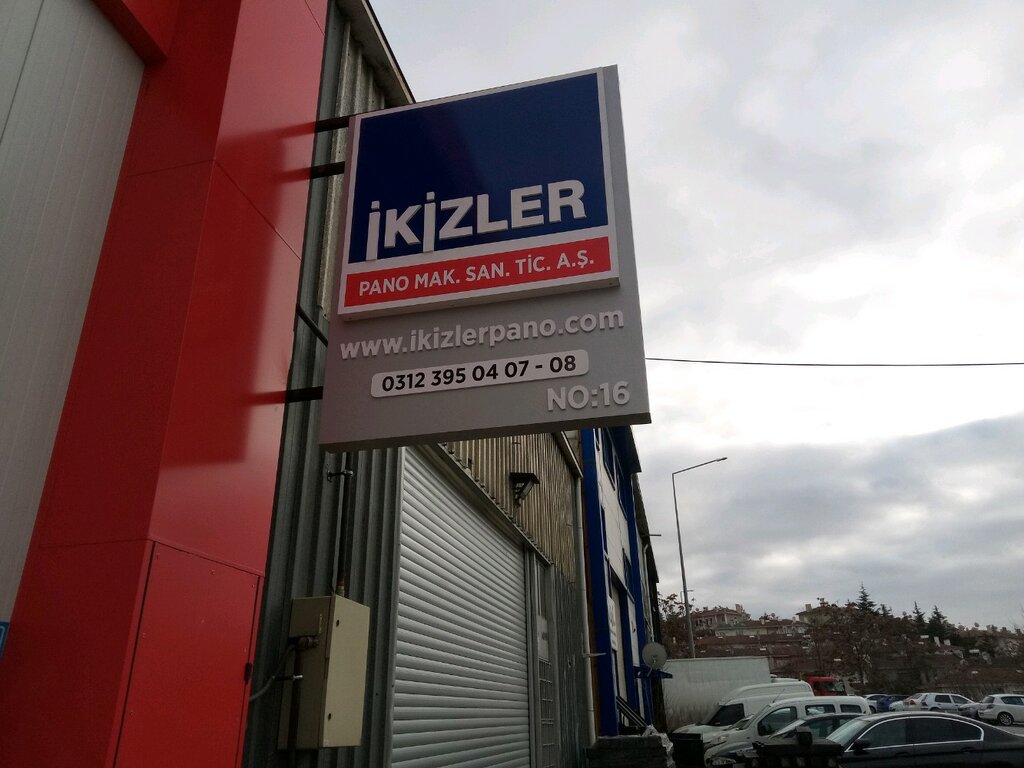 İKİZLER
PANO MAK. SAN. TİC. A.Ş.
www.ikizlerpano.com
0312 395 04 07 - 08
NO:16